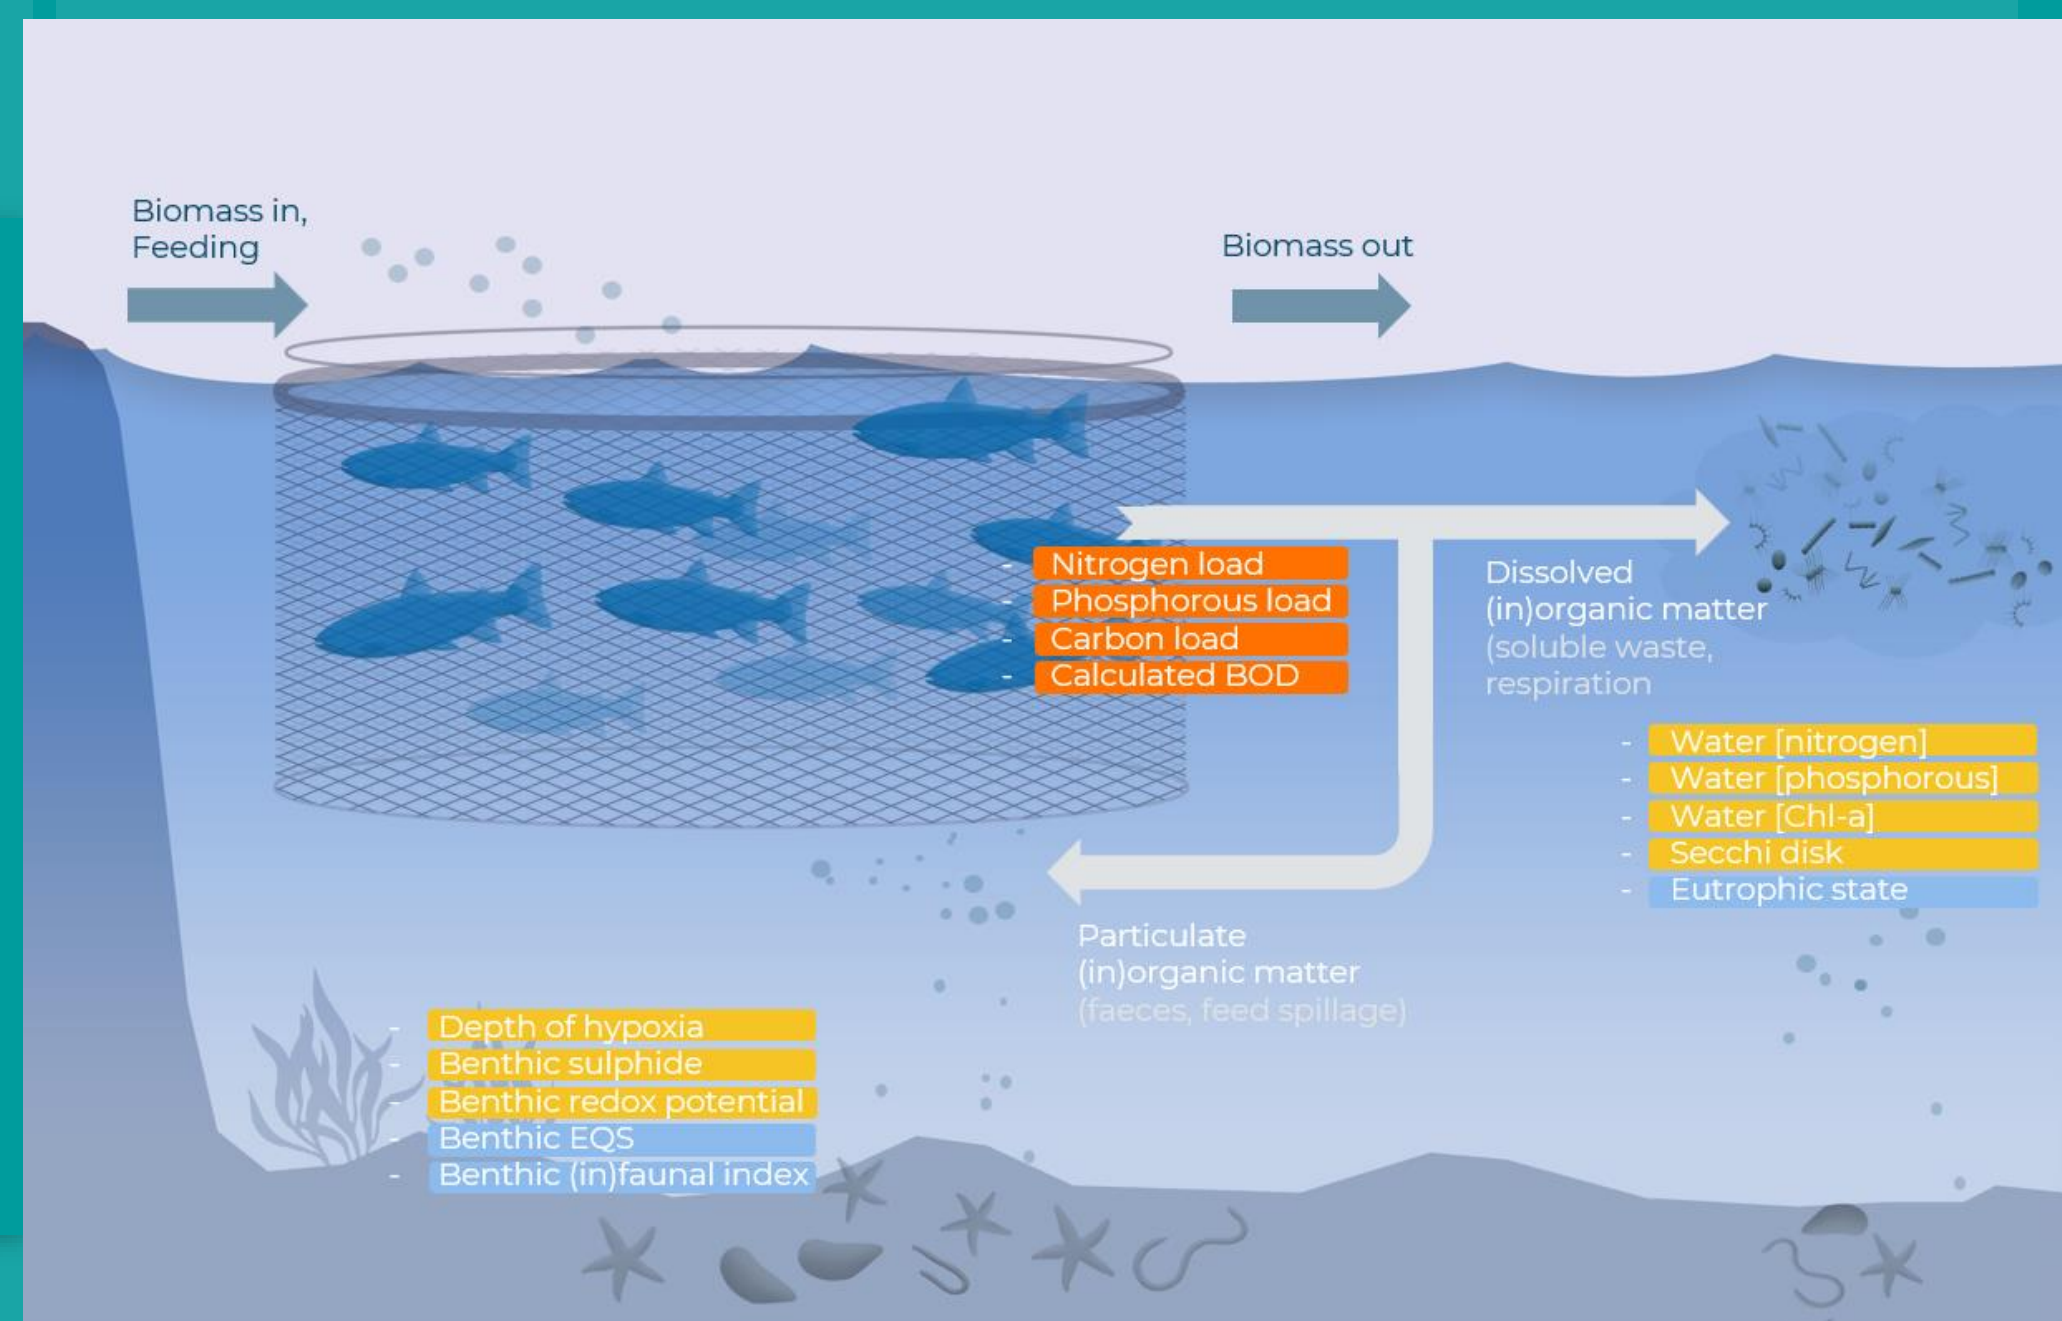 Biomass in,
Feeding
Biomass out
- Nitrogen load
- Phosphorous load
- Carbon load
- Calculated BOD
Dissolved
(in)organic matter
(soluble waste,
respiration
- Water [nitrogen]
- Water [phosphorous]
- Water [Chl-a]
- Secchi disk
- Eutrophic state
Particulate
(in)organic matter
(faeces, feed spillage)
- Depth of hypoxia
- Benthic sulphide
- Benthic redox potential
- Benthic EQS
- Benthic (in)faunal index